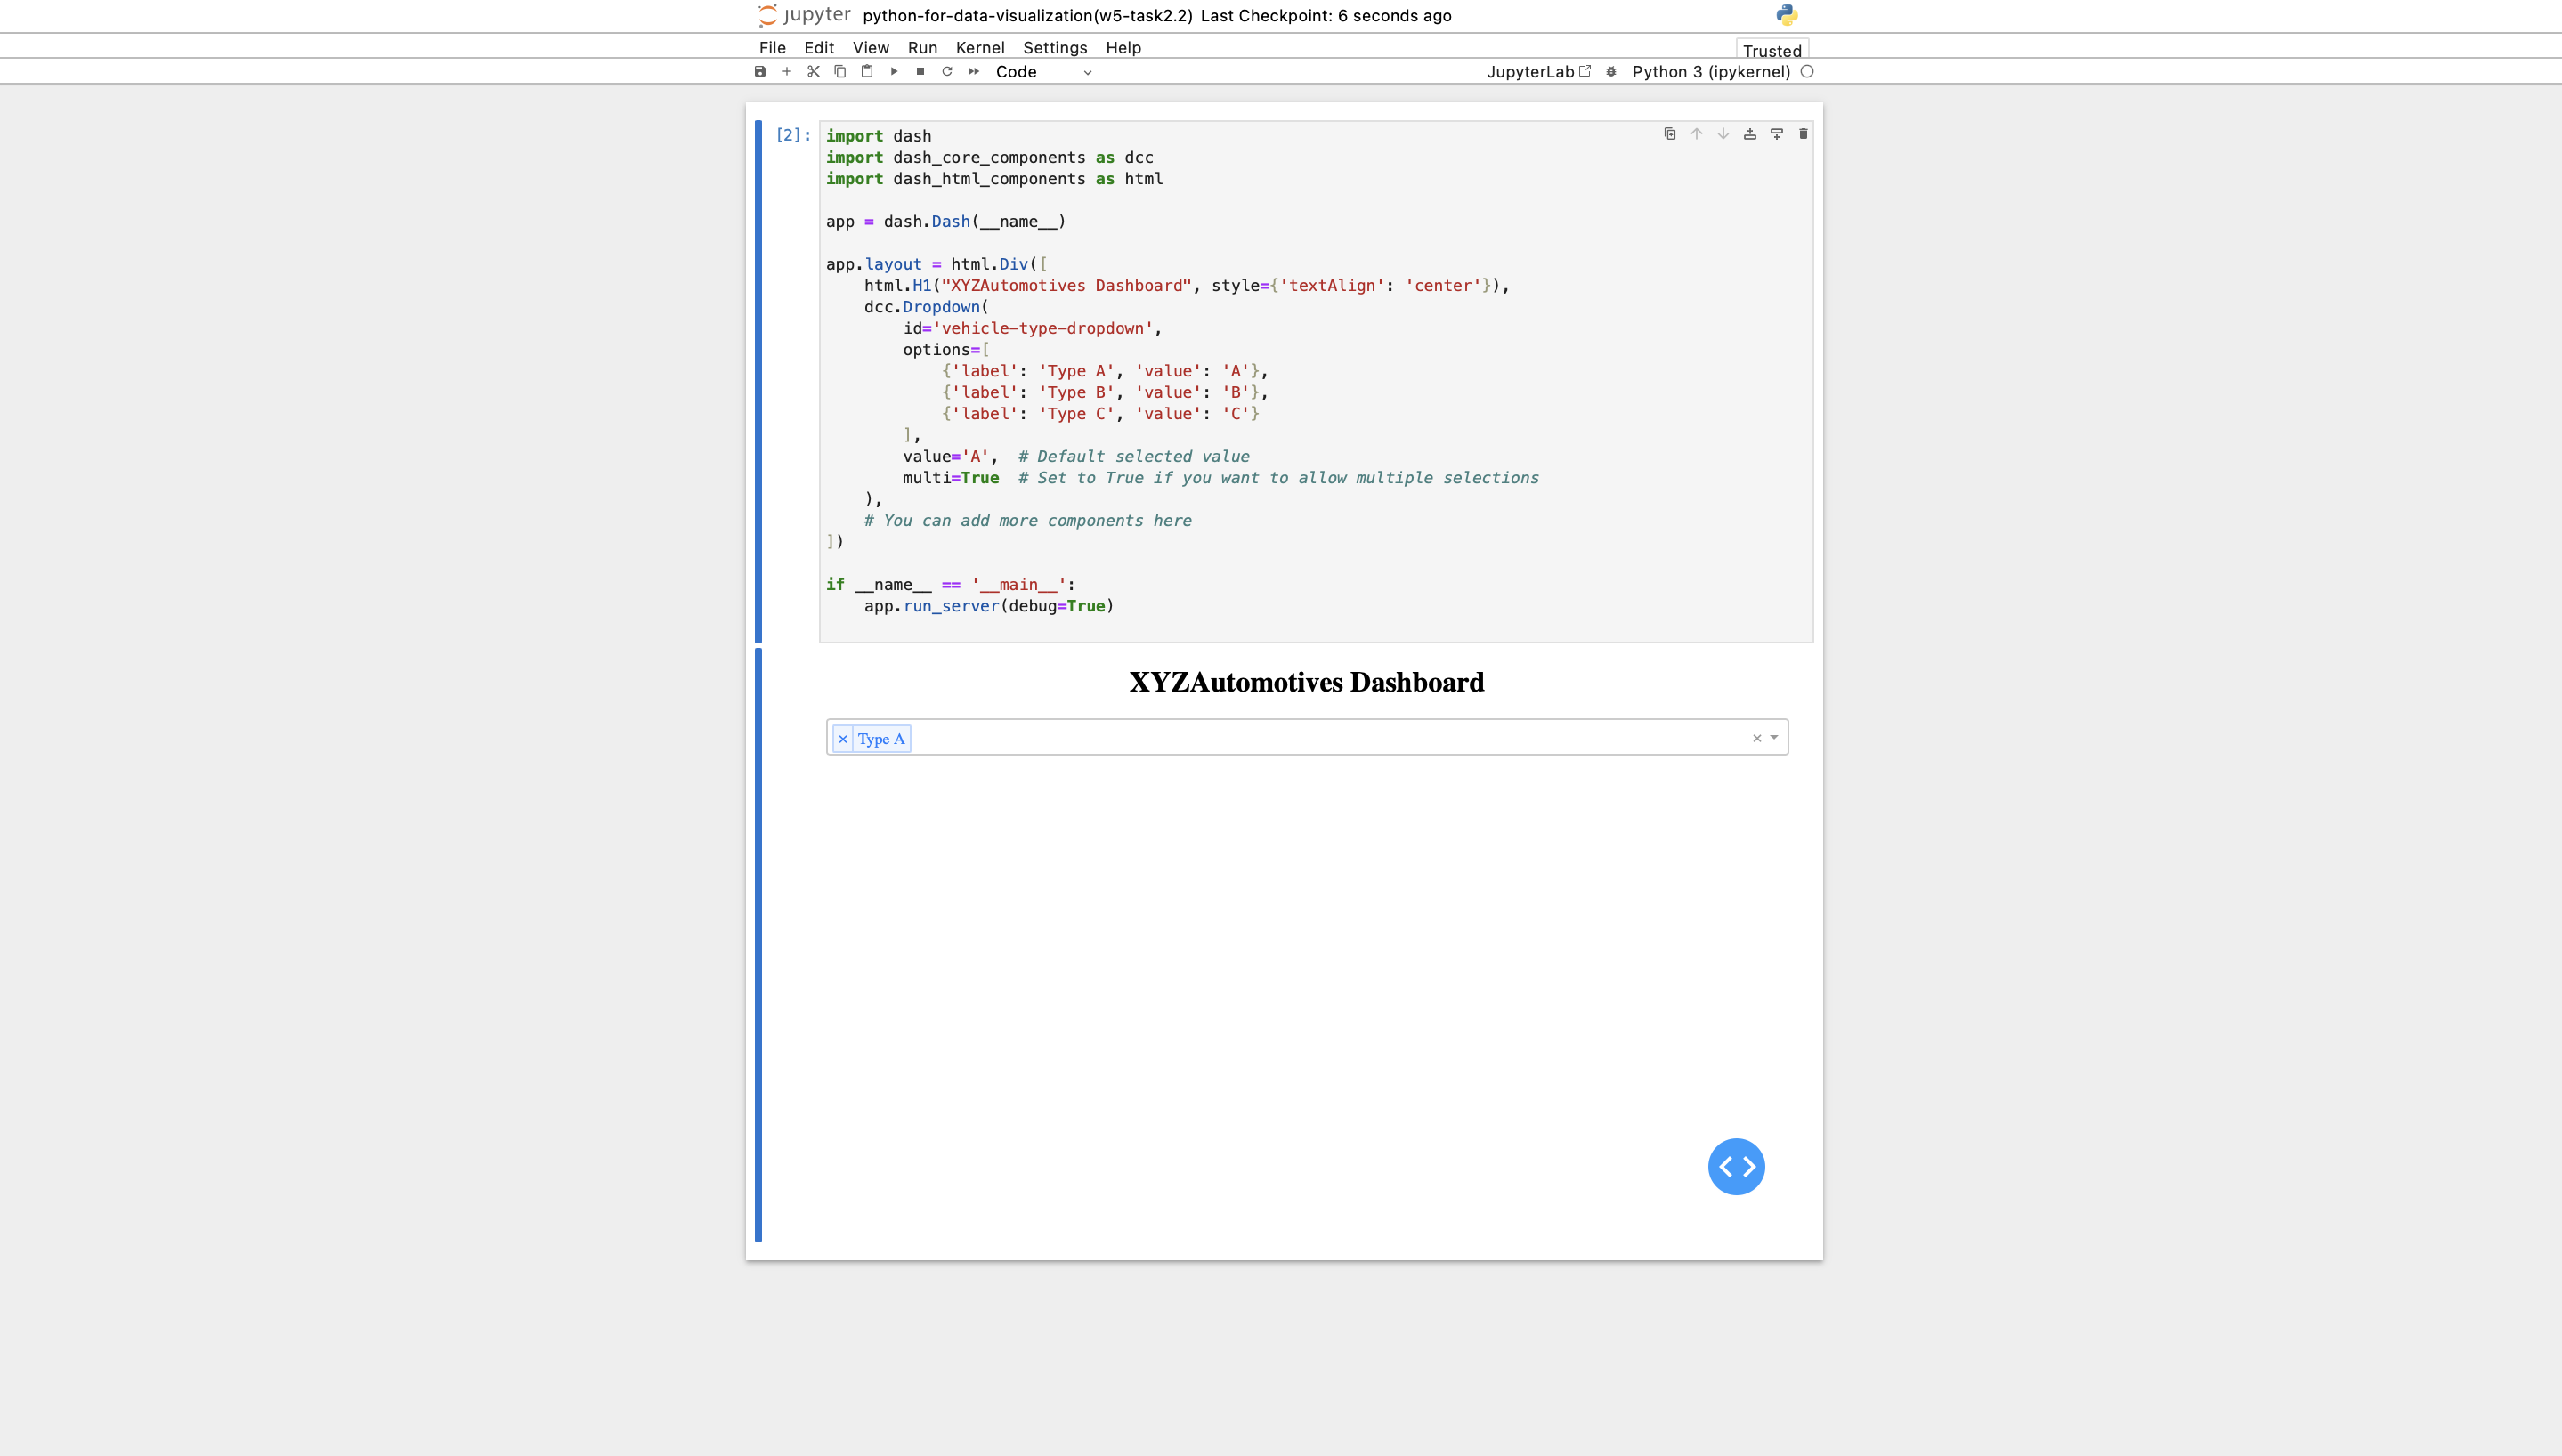 jupyter python-for-data-visualization(w5-task2.2) Last Checkpoint: 6 seconds ago
File Edit View Run Kernel Settings Help
Trusted
Code
JupyterLab
Python 3 (ipykernel)
[2]:
import dash
import dash_core_components as dcc
import dash_html_components as html

app = dash.Dash(__name__)

app.layout = html.Div([
    html.H1("XYZAutomotives Dashboard", style={'textAlign': 'center'}),
    dcc.Dropdown(
        id='vehicle-type-dropdown',
        options=[
            {'label': 'Type A', 'value': 'A'},
            {'label': 'Type B', 'value': 'B'},
            {'label': 'Type C', 'value': 'C'}
        ],
        value='A',  # Default selected value
        multi=True  # Set to True if you want to allow multiple selections
    ),
    # You can add more components here
])

if __name__ == '__main__':
    app.run_server(debug=True)

XYZAutomotives Dashboard
× Type A